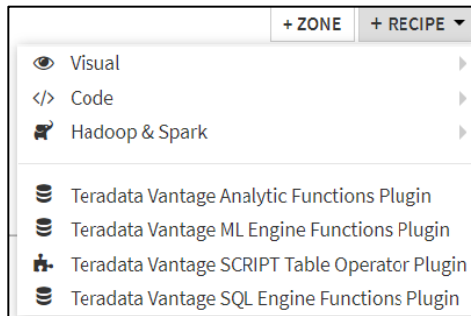 + ZONE
+ RECIPE
Visual
</> Code
Hadoop & Spark
Teradata Vantage Analytic Functions Plugin
Teradata Vantage ML Engine Functions Plugin
Teradata Vantage SCRIPT Table Operator Plugin
Teradata Vantage SQL Engine Functions Plugin